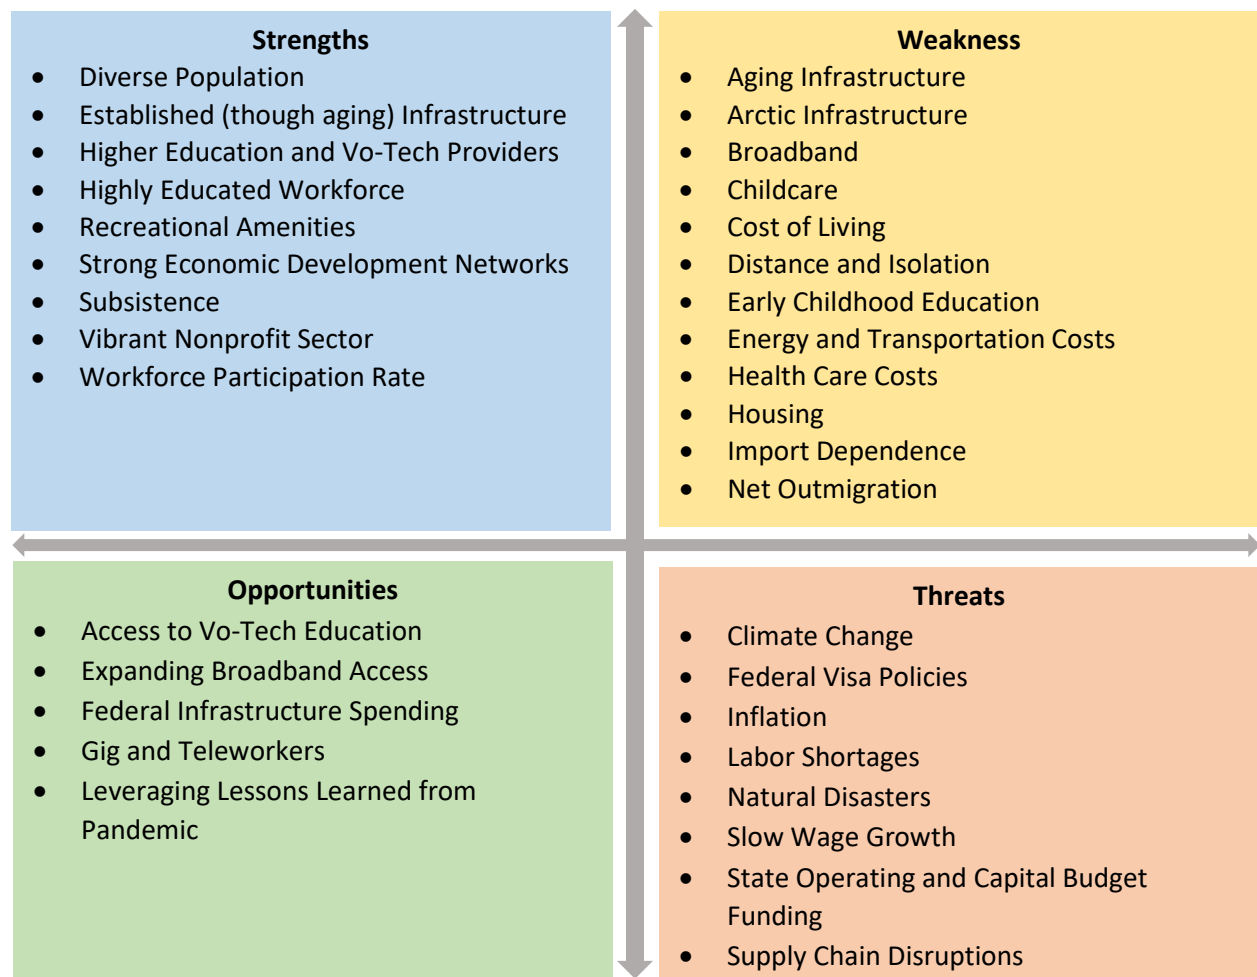 Strengths
• Diverse Population
• Established (though aging) Infrastructure
• Higher Education and Vo-Tech Providers
• Highly Educated Workforce
• Recreational Amenities
• Strong Economic Development Networks
• Subsistence
• Vibrant Nonprofit Sector
• Workforce Participation Rate
Weakness
• Aging Infrastructure
• Arctic Infrastructure
• Broadband
• Childcare
• Cost of Living
• Distance and Isolation
• Early Childhood Education
• Energy and Transportation Costs
• Health Care Costs
• Housing
• Import Dependence
• Net Outmigration
Opportunities
• Access to Vo-Tech Education
• Expanding Broadband Access
• Federal Infrastructure Spending
• Gig and Teleworkers
• Leveraging Lessons Learned from
Pandemic
Threats
• Climate Change
• Federal Visa Policies
• Inflation
• Labor Shortages
• Natural Disasters
• Slow Wage Growth
• State Operating and Capital Budget
Funding
• Supply Chain Disruptions